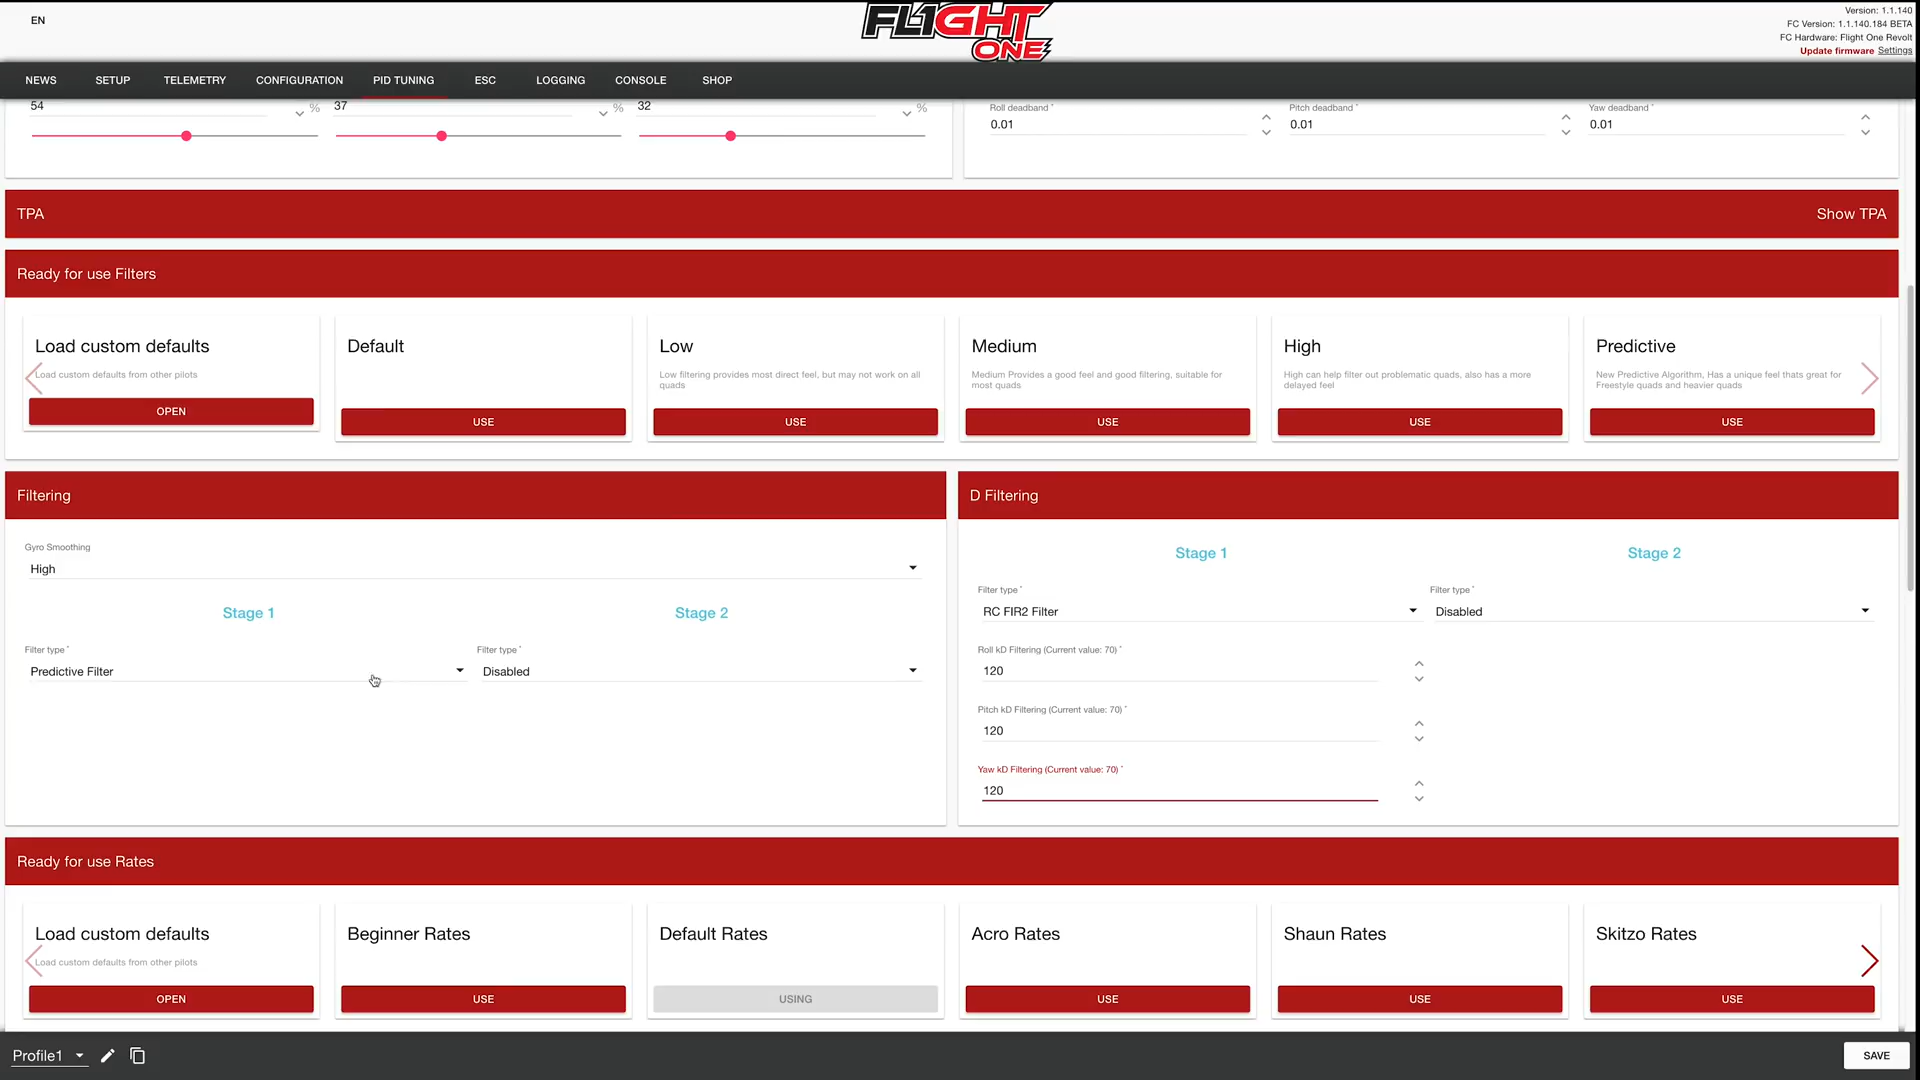 EN
FL1GHT
ONE
Version: 1.1.140
FC Version: 1.1.140.184 BETA
FC Hardware: Flight One Revolt
Update firmware Settings
NEWS SETUP TELEMETRY CONFIGURATION PID TUNING ESC LOGGING CONSOLE SHOP
54 % 37 % 32 %
Roll deadband * Pitch deadband * Yaw deadband *
0.01 0.01 0.01
TPA Show TPA
Ready for use Filters
Load custom defaults
Load custom defaults from other pilots
OPEN
Default
USE
Low
Low filtering provides most direct feel, but may not work on all
quads
USE
Medium
Medium Provides a good feel and good filtering, suitable for
most quads
USE
High
High can help filter out problematic quads, also has a more
delayed feel
USE
Predictive
New Predictive Algorithm, Has a unique feel thats great for
Freestyle quads and heavier quads
USE
Filtering
Gyro Smoothing
High
Stage 1 Stage 2
Filter type * Filter type *
Predictive Filter Disabled
D Filtering
Stage 1 Stage 2
Filter type * Filter type *
RC FIR2 Filter Disabled
Roll kD Filtering (Current value: 70) *
120
Pitch kD Filtering (Current value: 70) *
120
Yaw kD Filtering (Current value: 70) *
120
Ready for use Rates
Load custom defaults
Load custom defaults from other pilots
OPEN
Beginner Rates
USE
Default Rates
USING
Acro Rates
USE
Shaun Rates
USE
Skitzo Rates
USE
Profile1
SAVE